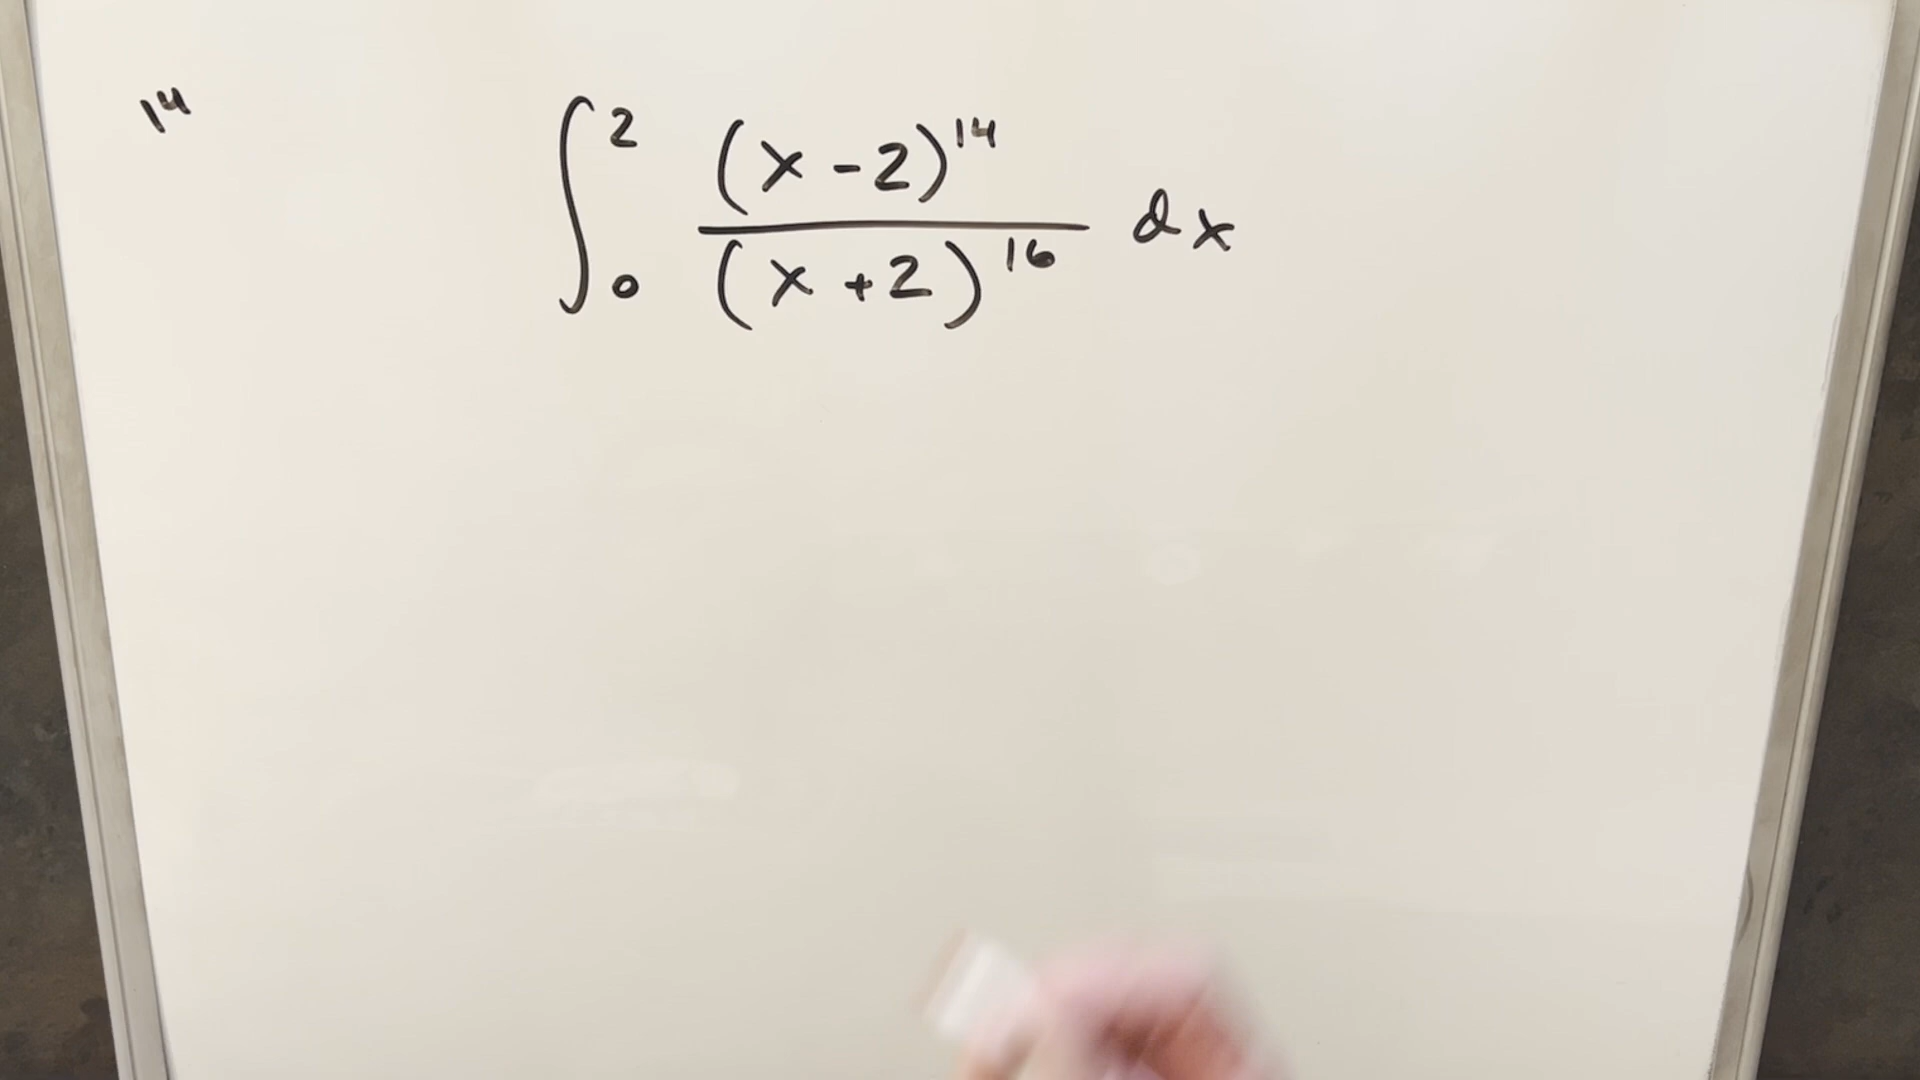 14
∫₀² (x-2)¹⁴ / (x+2)¹⁶ dx